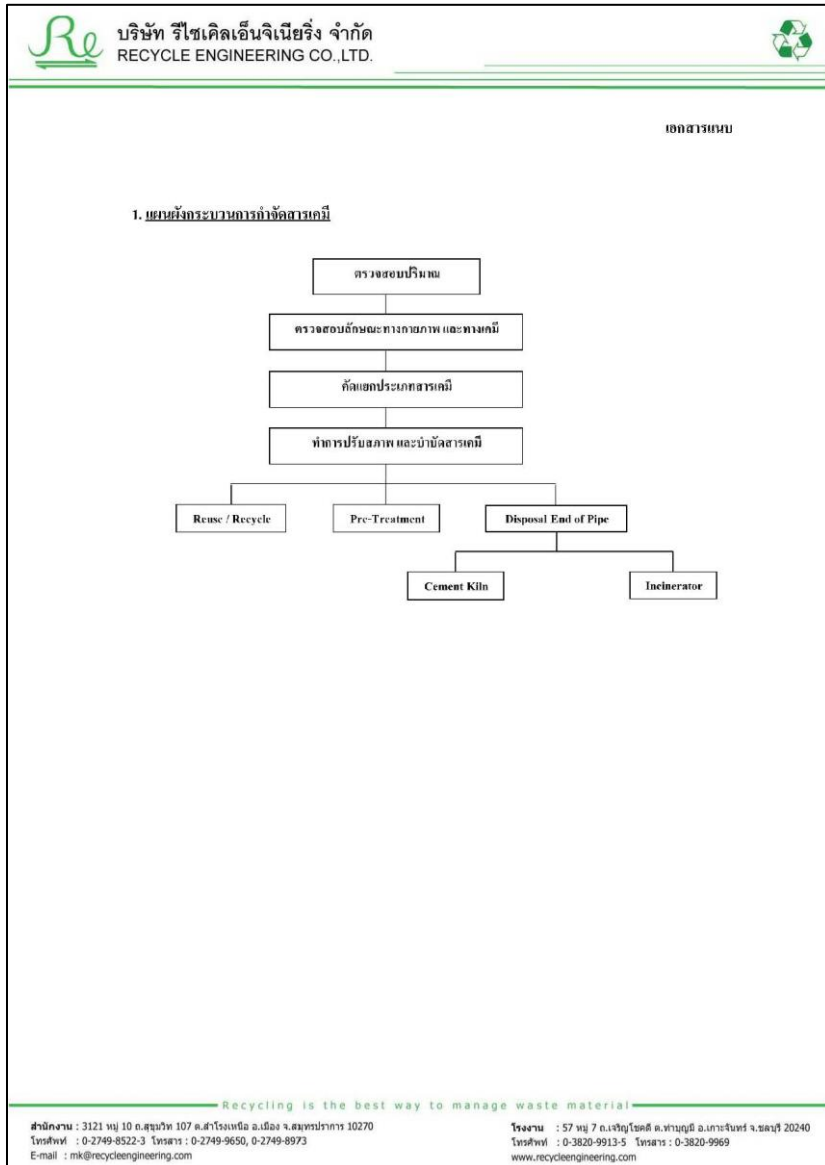 Re
บริษัท รีไซเคิลเอ็นจิเนียริ่ง จำกัด
RECYCLE ENGINEERING CO.,LTD.
เอกสารแนบ
1. แผนผังกระบวนการกำจัดสารเคมี
ตรวจสอบปริมาณ
ตรวจสอบลักษณะทางกายภาพ และทางเคมี
คัดแยกประเภทสารเคมี
ทำการปรับสภาพ และบำบัดสารเคมี
Reuse / Recycle
Pre-Treatment
Disposal End of Pipe
Cement Kiln
Incinerator
Recycling is the best way to manage waste material
สำนักงาน : 3121 หมู่ 10 ถ.สุขุมวิท 107 ต.สำโรงเหนือ อ.เมือง จ.สมุทรปราการ 10270
โทรศัพท์ : 0-2749-8522-3 โทรสาร : 0-2749-9650, 0-2749-8973
E-mail : mk@recycleengineering.com
โรงงาน : 57 หมู่ 7 ถ.เจริญโชคดี ต.ท่าบุญมี อ.เกาะจันทร์ จ.ชลบุรี 20240
โทรศัพท์ : 0-3820-9913-5 โทรสาร : 0-3820-9969
www.recycleengineering.com